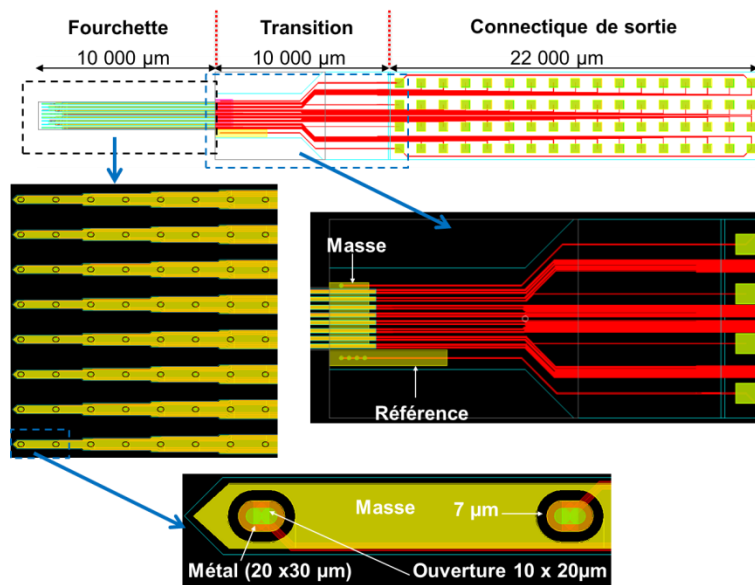 Fourchette
Transition
Connectique de sortie
10 000 µm
10 000 µm
22 000 µm
Masse
Référence
Masse
7 µm
Métal (20 x30 µm)
Ouverture 10 x 20µm